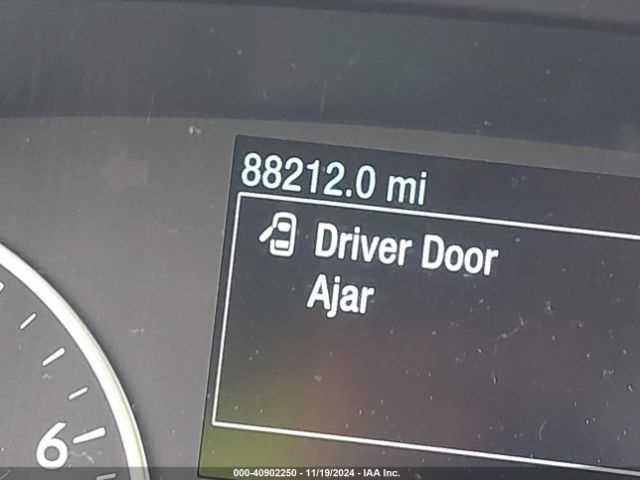 88212.0 mi
Driver Door
Ajar
6
000-40902250 - 11/19/2024 - IAA Inc.